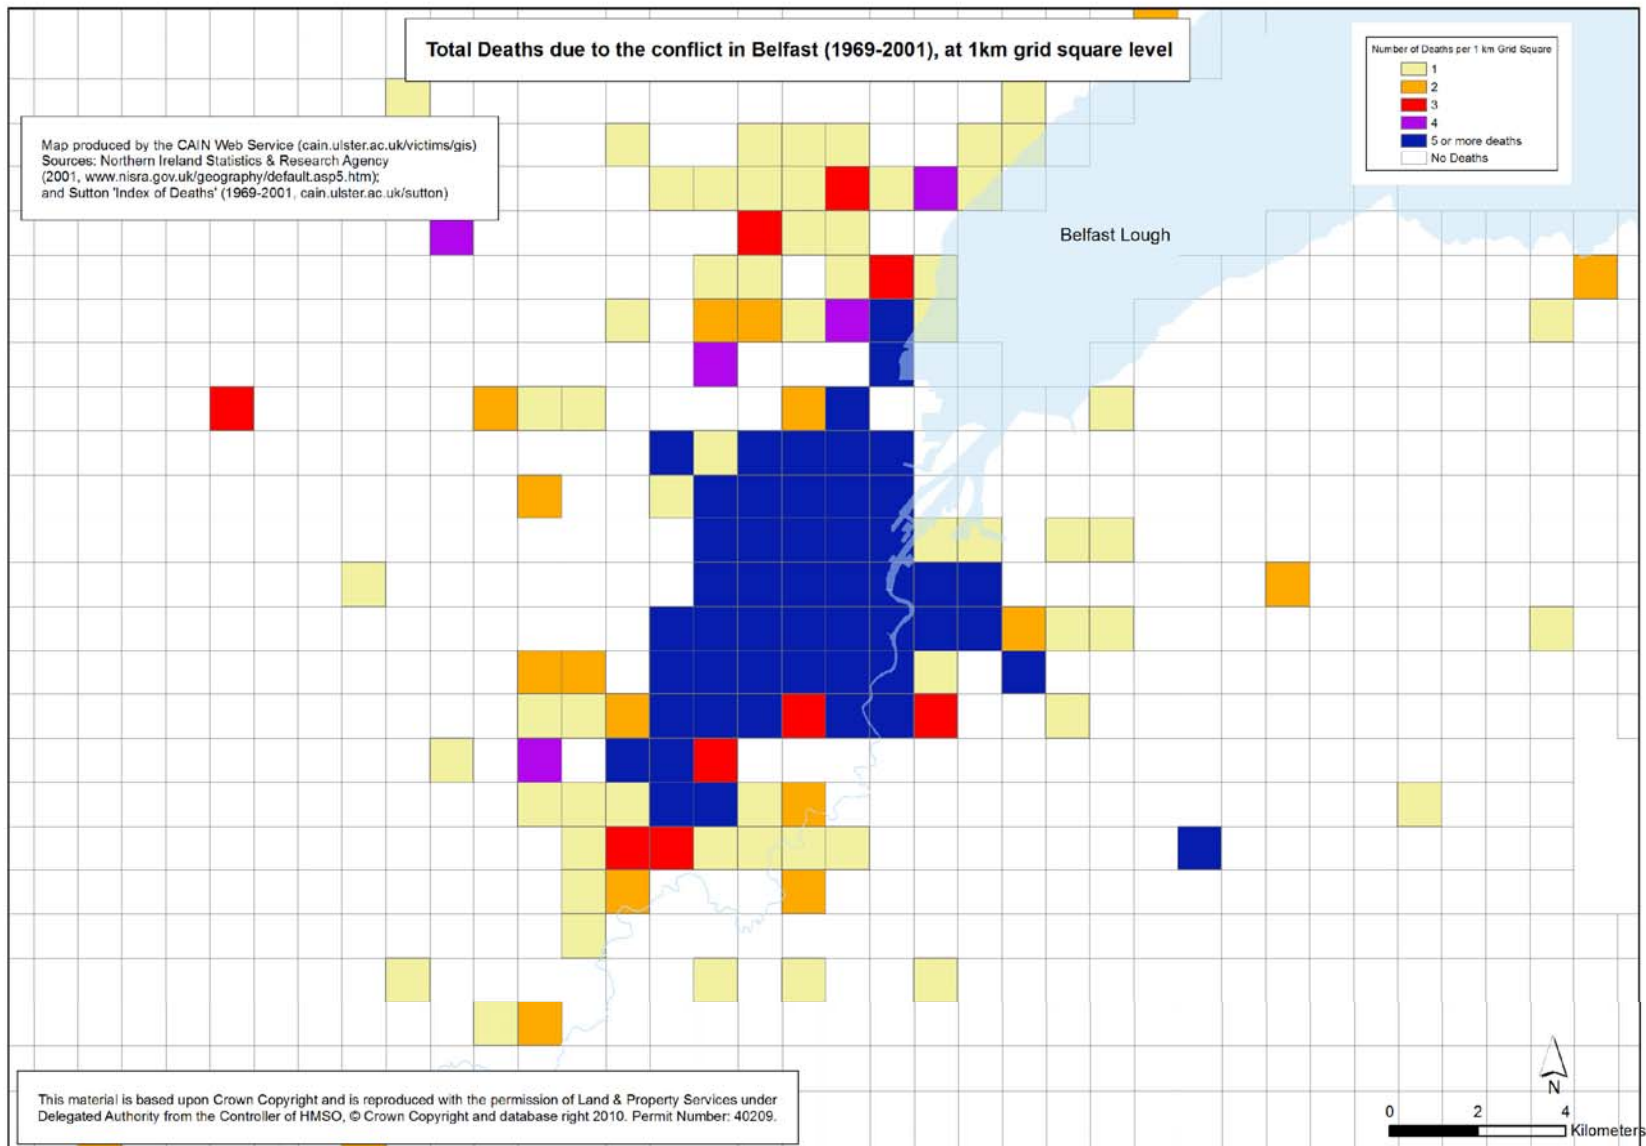 Total Deaths due to the conflict in Belfast (1969-2001), at 1km grid square level
Number of Deaths per 1 km Grid Square
1
2
3
4
5 or more deaths
No Deaths
Map produced by the CAIN Web Service (cain.ulster.ac.uk/victims/gis)
Sources: Northern Ireland Statistics & Research Agency
(2001, www.nisra.gov.uk/geography/default.asp5.htm);
and Sutton 'Index of Deaths' (1969-2001, cain.ulster.ac.uk/sutton)
Belfast Lough
This material is based upon Crown Copyright and is reproduced with the permission of Land & Property Services under
Delegated Authority from the Controller of HMSO, © Crown Copyright and database right 2010. Permit Number: 40209.
N
0 2 4
Kilometers